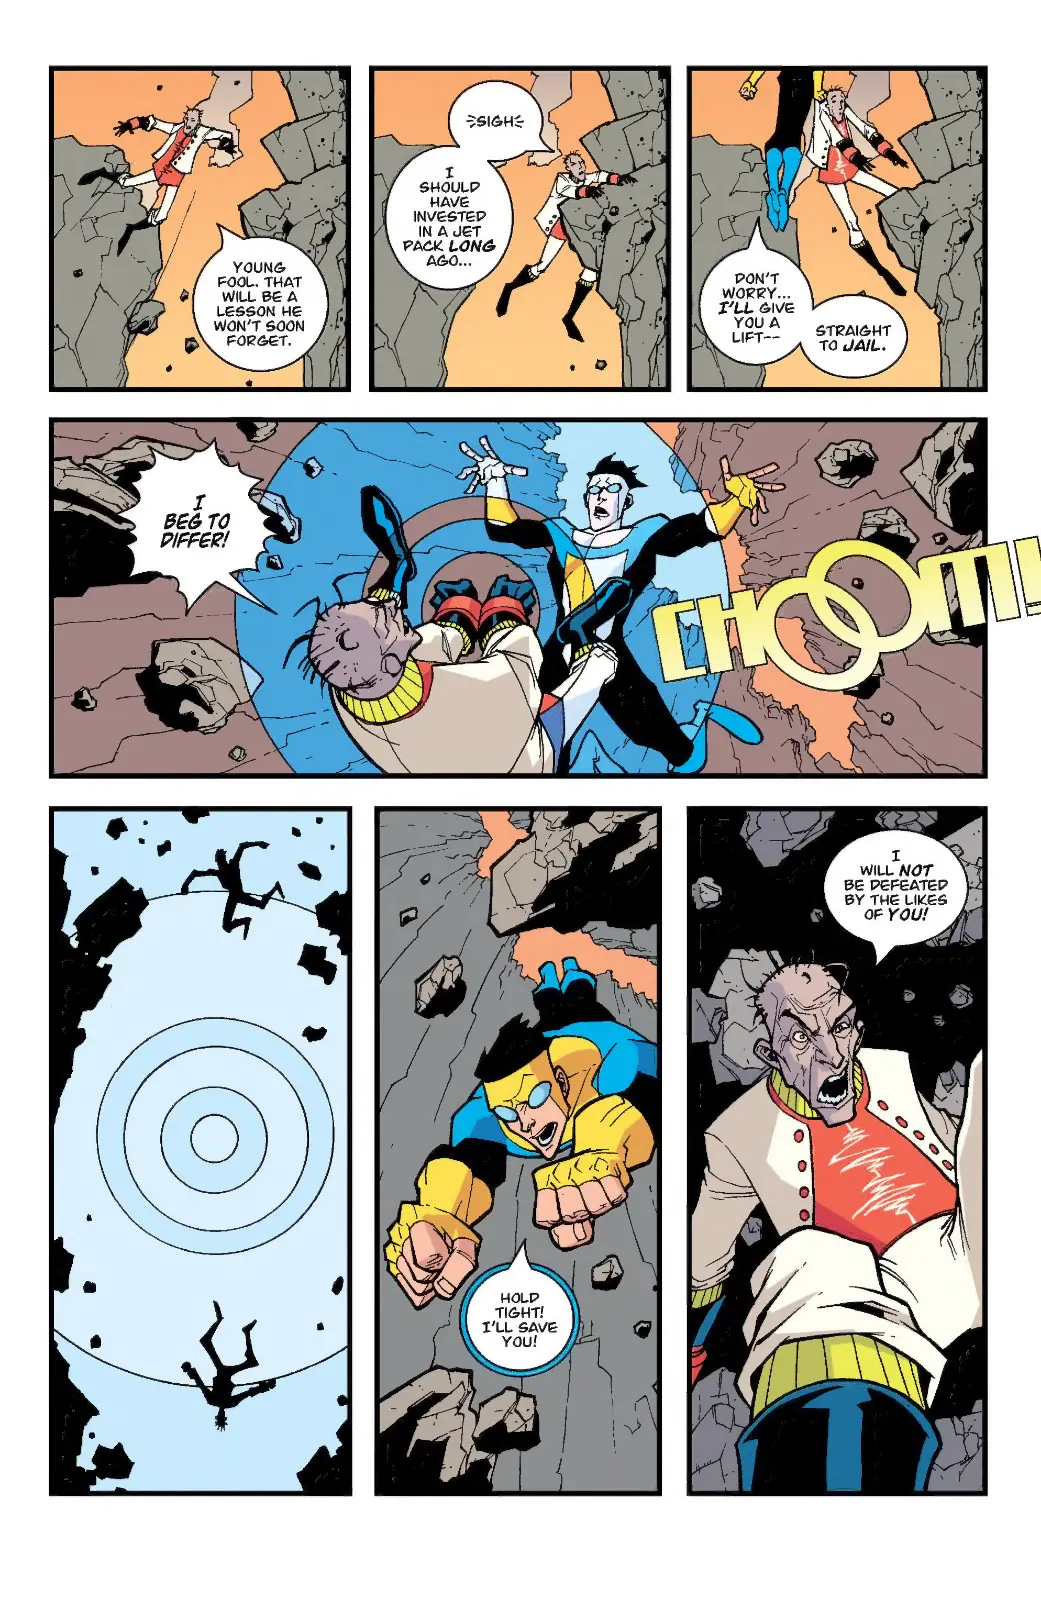 YOUNG
FOOL. THAT
WILL BE A
LESSON HE
WON'T SOON
FORGET.
SIGH
I
SHOULD
HAVE
INVESTED
IN A JET
PACK LONG
AGO...
DON'T
WORRY...
I'LL GIVE
YOU A
LIFT--
STRAIGHT
TO JAIL.
I
BEG TO
DIFFER!
CHOOM!
HOLD
TIGHT!
I'LL SAVE
YOU!
I
WILL NOT
BE DEFEATED
BY THE LIKES
OF YOU!